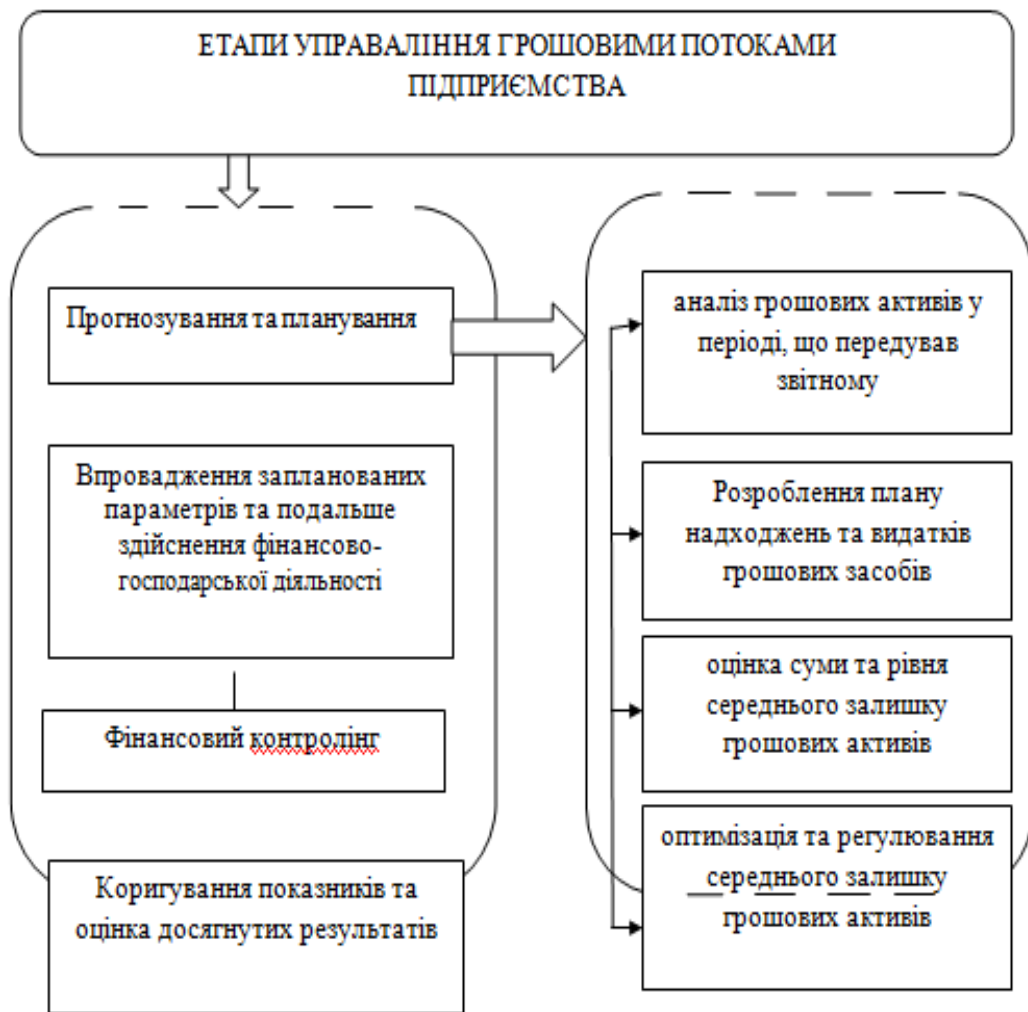 ЕТАПИ УПРАВАЛІННЯ ГРОШОВИМИ ПОТОКАМИ
ПІДПРИЄМСТВА
Прогнозування та планування
Впровадження запланованих
параметрів та подальше
здійснення фінансово-
господарської діяльності
Фінансовий контролінг
Коригування показників та
оцінка досягнутих результатів
аналіз грошових активів у
періоді, що передував
звітному
Розроблення плану
надходжень та видатків
грошових засобів
оцінка суми та рівня
середнього залишку
грошових активів
оптимізація та регулювання
середнього залишку
грошових активів